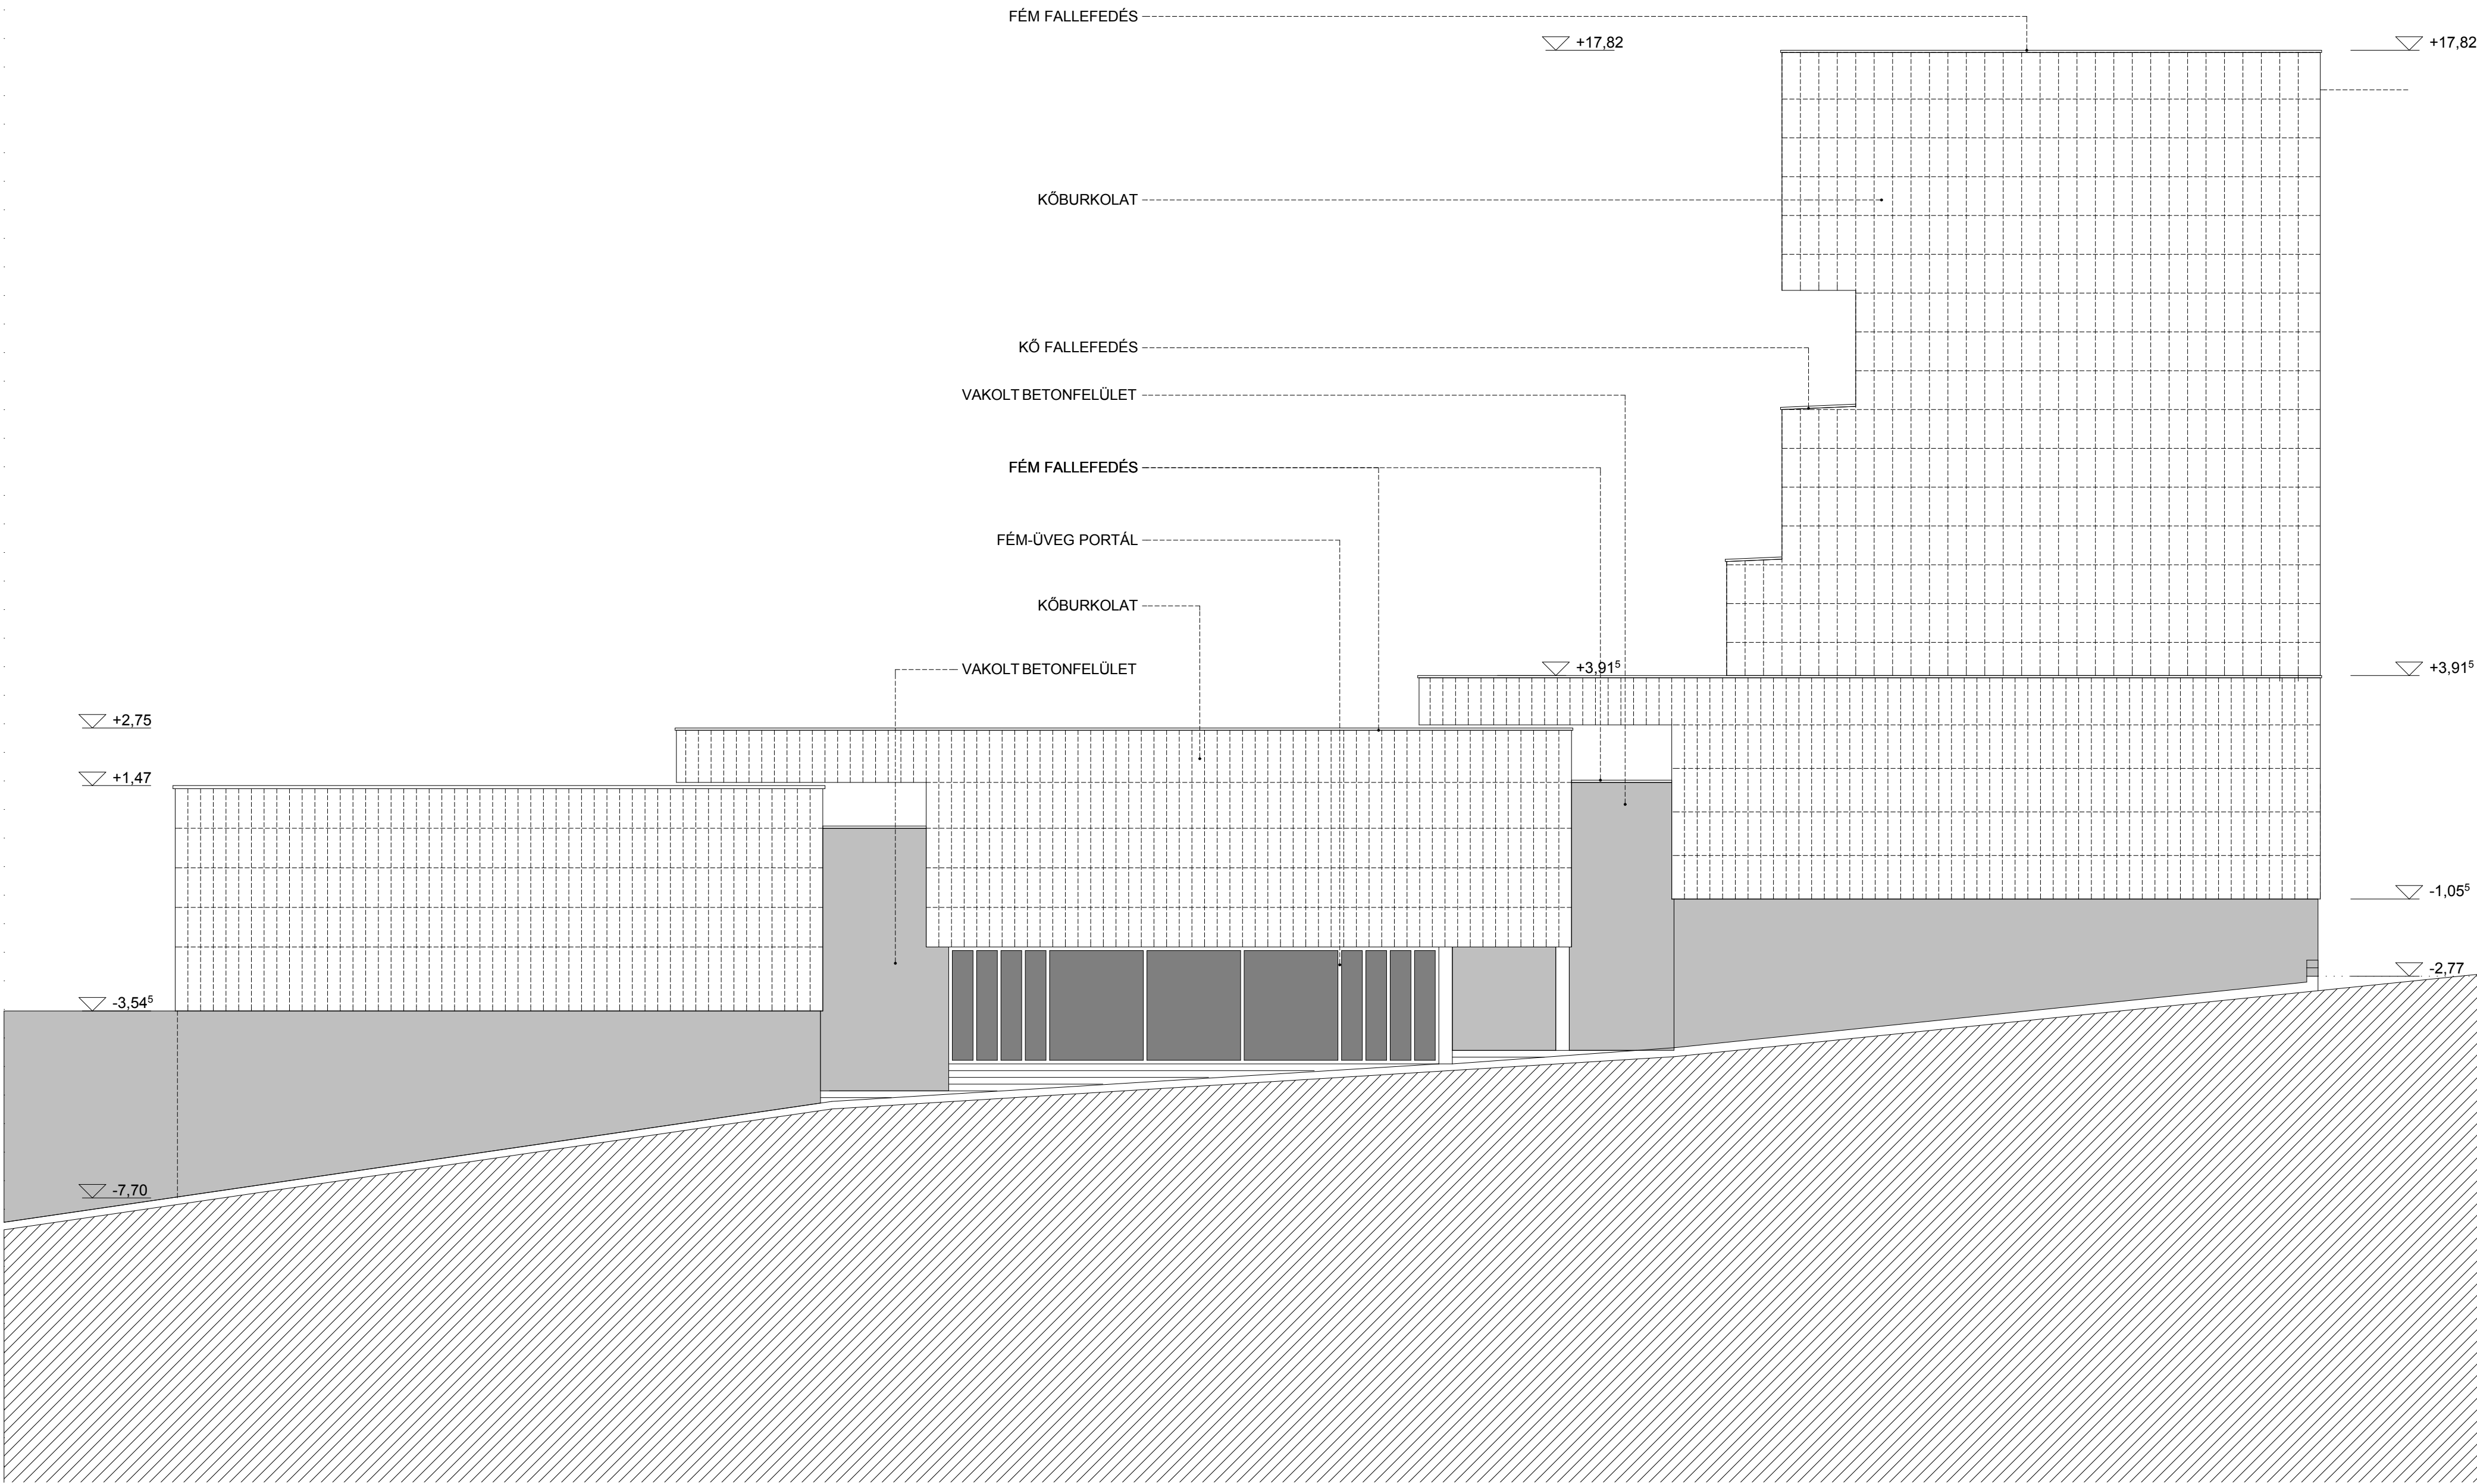 FÉM FALLEFEDÉS
+17,82
+17,82
KŐBURKOLAT
KŐ FALLEFEDÉS
VAKOLT BETONFELÜLET
FÉM FALLEFEDÉS
FÉM-ÜVEG PORTÁL
KŐBURKOLAT
VAKOLT BETONFELÜLET
+3,91⁵
+3,91⁵
+2,75
+1,47
-1,05⁵
-2,77
-3,54⁵
-7,70